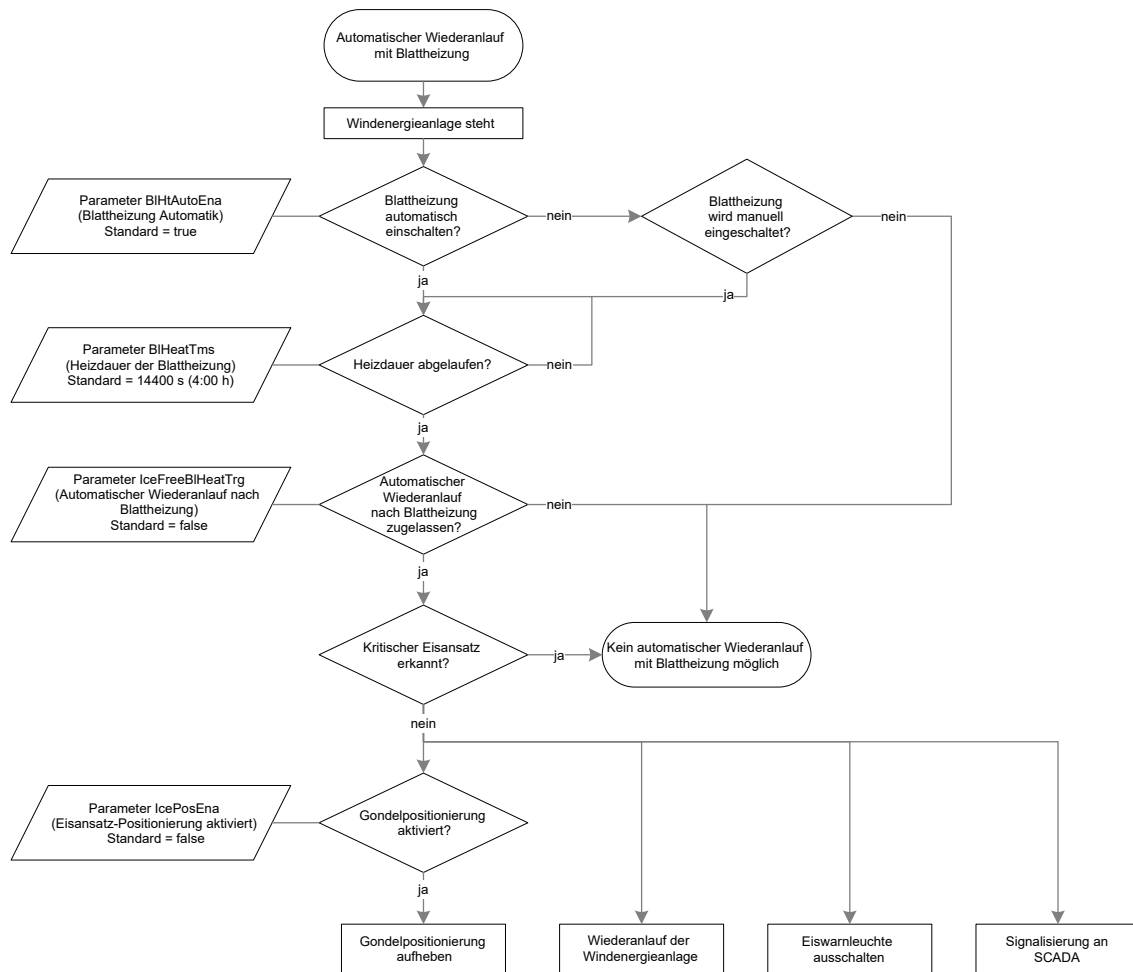 Automatischer Wiederanlauf
mit Blattheizung
Windenergieanlage steht
Parameter BlHtAutoEna
(Blattheizung Automatik)
Standard = true
Blattheizung
automatisch
einschalten?
nein
Blattheizung
wird manuell
eingeschaltet?
nein
ja
ja
Parameter BlHeatTms
(Heizdauer der Blattheizung)
Standard = 14400 s (4:00 h)
Heizdauer abgelaufen?
nein
ja
Parameter IceFreeBlHeatTrg
(Automatischer Wiederanlauf nach
Blattheizung)
Standard = false
Automatischer
Wiederanlauf
nach Blattheizung
zugelassen?
nein
ja
Kritischer Eisansatz
erkannt?
ja
Kein automatischer Wiederanlauf
mit Blattheizung möglich
nein
Parameter IcePosEna
(Eisansatz-Positionierung aktiviert)
Standard = false
Gondelpositionierung
aktiviert?
ja
Gondelpositionierung
aufheben
Wiederanlauf der
Windenergieanlage
Eiswarnleuchte
ausschalten
Signalisierung an
SCADA